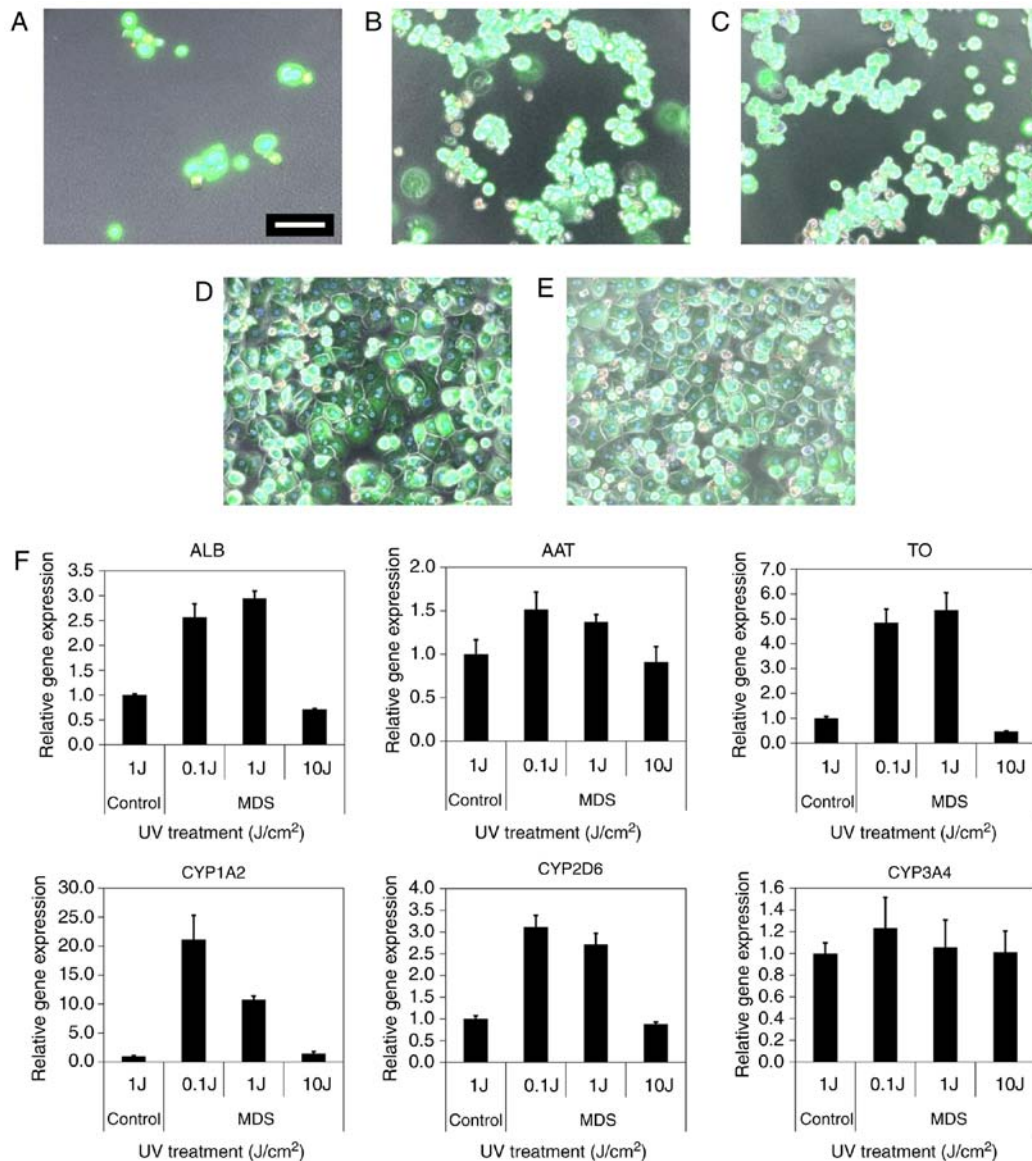 A
B
C
D
E
F
ALB
Relative gene expression
3.5
3.0
2.5
2.0
1.5
1.0
0.5
0.0
1J 0.1J 1J 10J
Control MDS
UV treatment (J/cm²)
AAT
Relative gene expression
2.0
1.5
1.0
0.5
0.0
1J 0.1J 1J 10J
Control MDS
UV treatment (J/cm²)
TO
Relative gene expression
7.0
6.0
5.0
4.0
3.0
2.0
1.0
0.0
1J 0.1J 1J 10J
Control MDS
UV treatment (J/cm²)
CYP1A2
Relative gene expression
30.0
25.0
20.0
15.0
10.0
5.0
0.0
1J 0.1J 1J 10J
Control MDS
UV treatment (J/cm²)
CYP2D6
Relative gene expression
4.0
3.5
3.0
2.5
2.0
1.5
1.0
0.5
0.0
1J 0.1J 1J 10J
Control MDS
UV treatment (J/cm²)
CYP3A4
Relative gene expression
1.6
1.4
1.2
1.0
0.8
0.6
0.4
0.2
0.0
1J 0.1J 1J 10J
Control MDS
UV treatment (J/cm²)